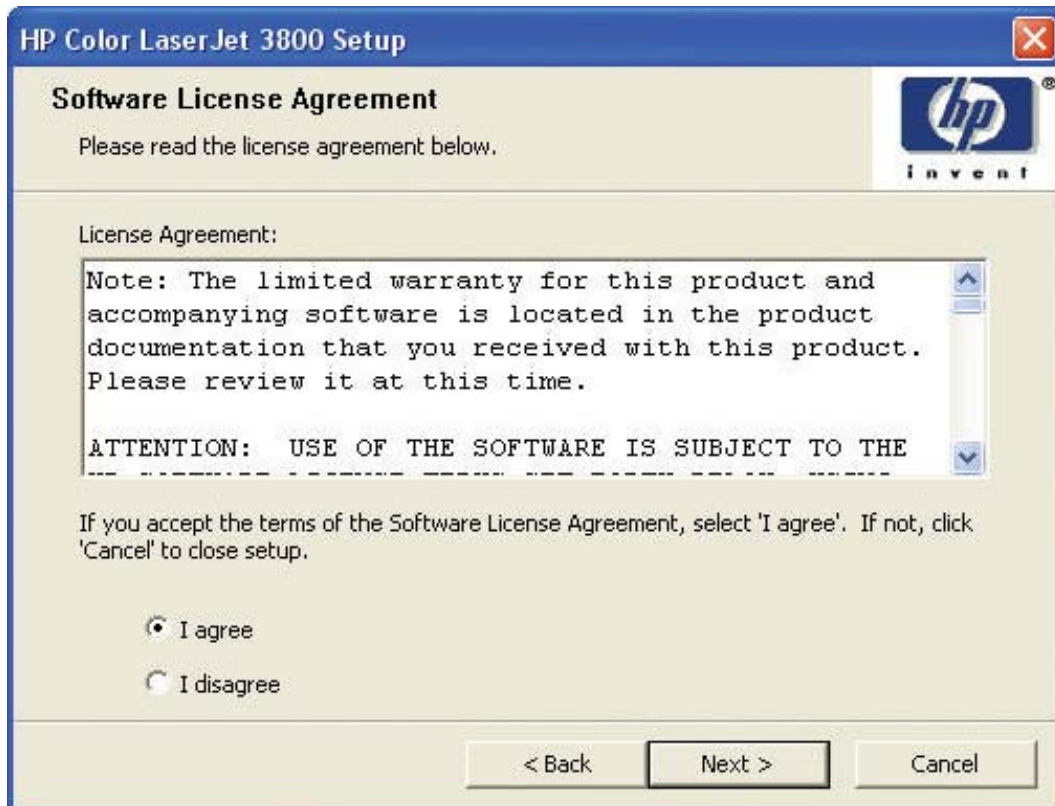 HP Color LaserJet 3800 Setup
Software License Agreement
Please read the license agreement below.
hp
®
invent
License Agreement:
Note: The limited warranty for this product and
accompanying software is located in the product
documentation that you received with this product.
Please review it at this time.
ATTENTION:  USE OF THE SOFTWARE IS SUBJECT TO THE
If you accept the terms of the Software License Agreement, select 'I agree'.  If not, click
'Cancel' to close setup.
I agree
I disagree
< Back
Next >
Cancel